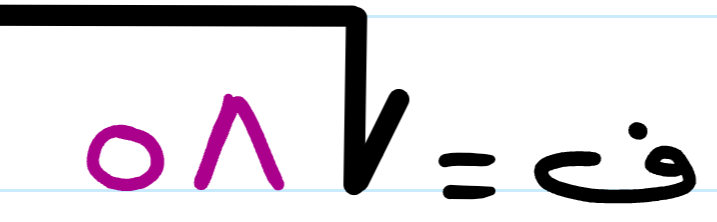 ف = √٥٨